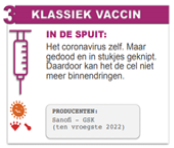 3 KLASSIEK VACCIN
IN DE SPUIT:
Het coronavirus zelf. Maar
gedood en in stukjes geknipt.
Daardoor kan het de cel niet
meer binnendringen.
PRODUCENTEN:
Sanofi - GSK
(ten vroegste 2022)